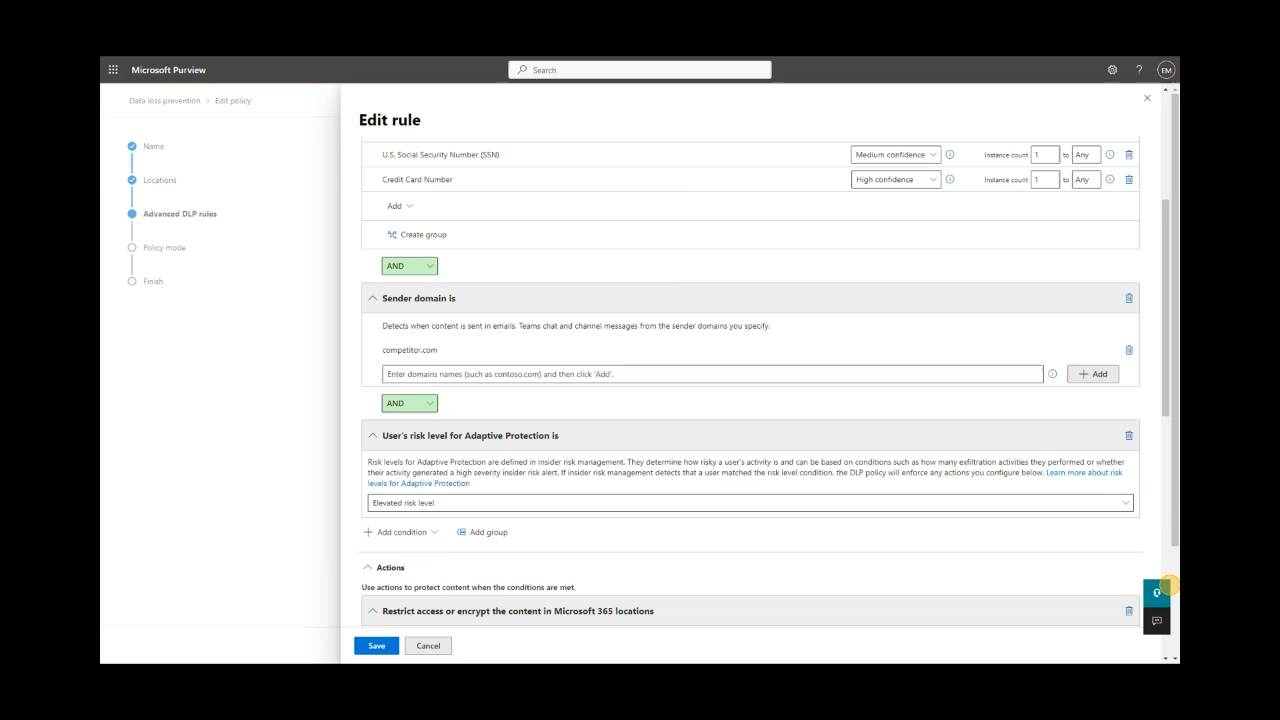 Microsoft Purview
Search
EM
Data loss prevention > Edit policy
Edit rule
Name
Locations
Advanced DLP rules
Policy mode
Finish
U.S. Social Security Number (SSN) Medium confidence Instance count 1 to Any
Credit Card Number High confidence Instance count 1 to Any
Add
Create group
AND
Sender domain is
Detects when content is sent in emails. Teams chat and channel messages from the sender domains you specify.
competitor.com
Enter domains names (such as contoso.com) and then click 'Add'. + Add
AND
User's risk level for Adaptive Protection is
Risk levels for Adaptive Protection are defined in insider risk management. They determine how risky a user's activity is and can be based on conditions such as how many exfiltration activities they performed or whether
their activity generated a high severity insider risk alert. If insider risk management detects that a user matched the risk level condition, the DLP policy will enforce any actions you configure below. Learn more about risk
levels for Adaptive Protection
Elevated risk level
+ Add condition Add group
Actions
Use actions to protect content when the conditions are met.
Restrict access or encrypt the content in Microsoft 365 locations
Save Cancel